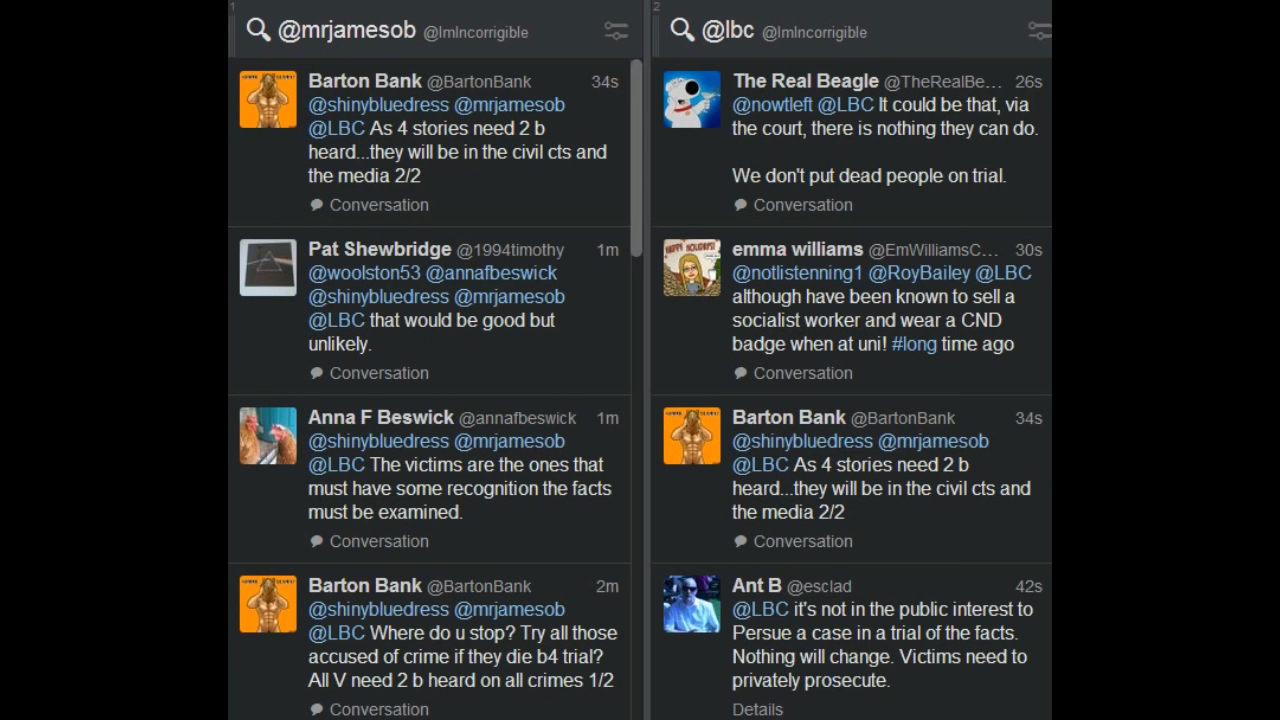 1
@mrjamesob @ImIncorrigible
Barton Bank @BartonBank 34s
@shinybluedress @mrjamesob
@LBC As 4 stories need 2 b
heard...they will be in the civil cts and
the media 2/2
Conversation
Pat Shewbridge @1994timothy 1m
@woolston53 @annafbeswick
@shinybluedress @mrjamesob
@LBC that would be good but
unlikely.
Conversation
Anna F Beswick @annafbeswick 1m
@shinybluedress @mrjamesob
@LBC The victims are the ones that
must have some recognition the facts
must be examined.
Conversation
Barton Bank @BartonBank 2m
@shinybluedress @mrjamesob
@LBC Where do u stop? Try all those
accused of crime if they die b4 trial?
All V need 2 b heard on all crimes 1/2
Conversation
2
@lbc @ImIncorrigible
The Real Beagle @TheRealBe... 26s
@nowtleft @LBC It could be that, via
the court, there is nothing they can do.
We don't put dead people on trial.
Conversation
emma williams @EmWilliamsC... 30s
@notlistenning1 @RoyBailey @LBC
although have been known to sell a
socialist worker and wear a CND
badge when at uni! #long time ago
Conversation
Barton Bank @BartonBank 34s
@shinybluedress @mrjamesob
@LBC As 4 stories need 2 b
heard...they will be in the civil cts and
the media 2/2
Conversation
Ant B @esclad 42s
@LBC it's not in the public interest to
Persue a case in a trial of the facts.
Nothing will change. Victims need to
privately prosecute.
Details